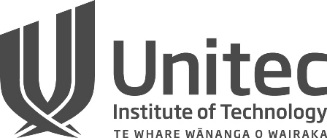 Unitec
Institute of Technology
TE WHARE WĀNANGA O WAIRAKA